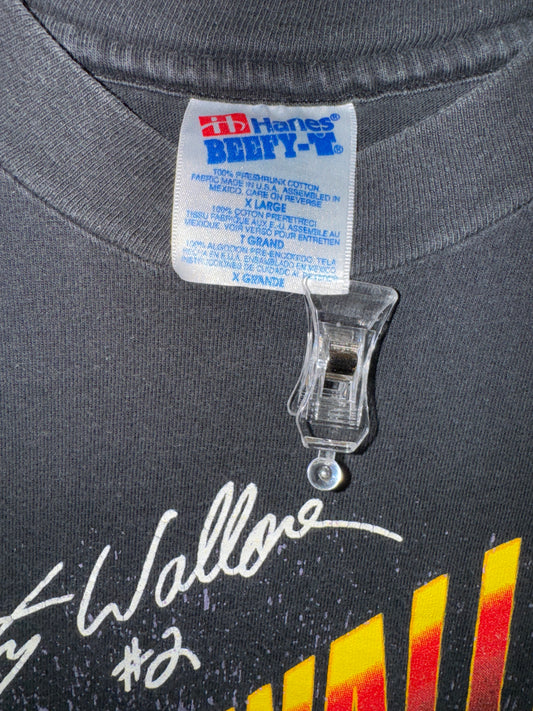 Hanes®
BEEFY-T®
100% PRESHRUNK COTTON
FABRIC MADE IN U.S.A. ASSEMBLED IN
MEXICO. CARE ON REVERSE
X LARGE
100% COTON PRERETRECI
TISSU FABRIQUE AUX E.-U. ASSEMBLE AU
MEXIQUE. VOIR VERSO POUR ENTRETIEN
T GRAND
100% ALGODON PRE-ENCOGIDO. TELA
HECHA EN E.U.A. ENSAMBLADO EN MEXICO
INSTRUCCIONES DE CUIDADO AL REVERSO
X GRANDE
Wallace
#2
WALL